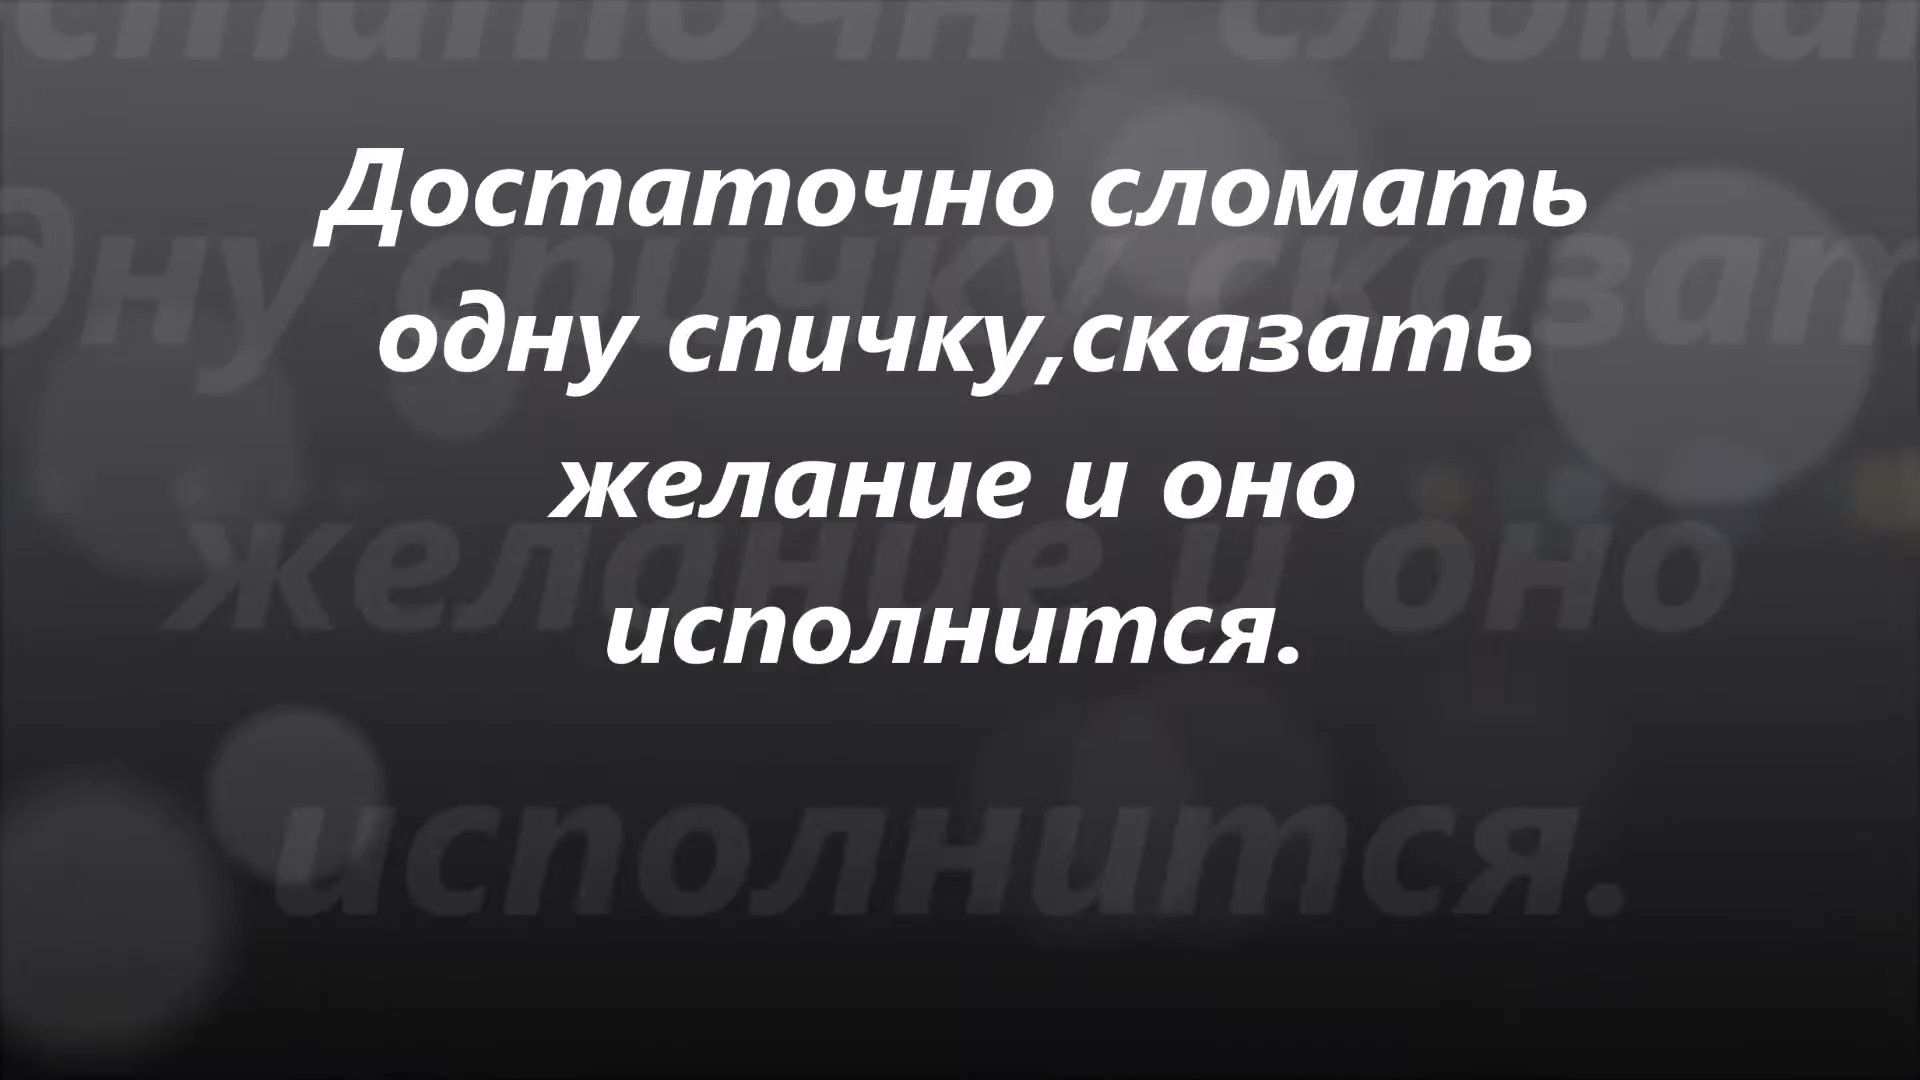 Достаточно сломать
одну спичку,сказать
желание и оно
исполнится.